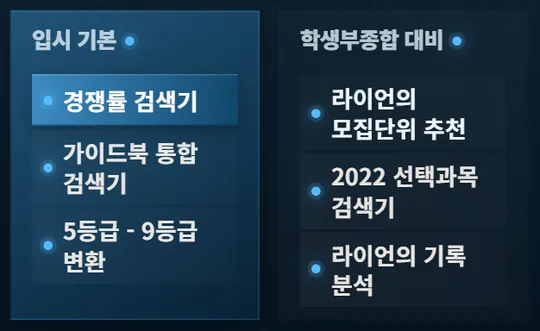 입시 기본
경쟁률 검색기
가이드북 통합
검색기
5등급 - 9등급
변환
학생부종합 대비
라이언의
모집단위 추천
2022 선택과목
검색기
라이언의 기록
분석